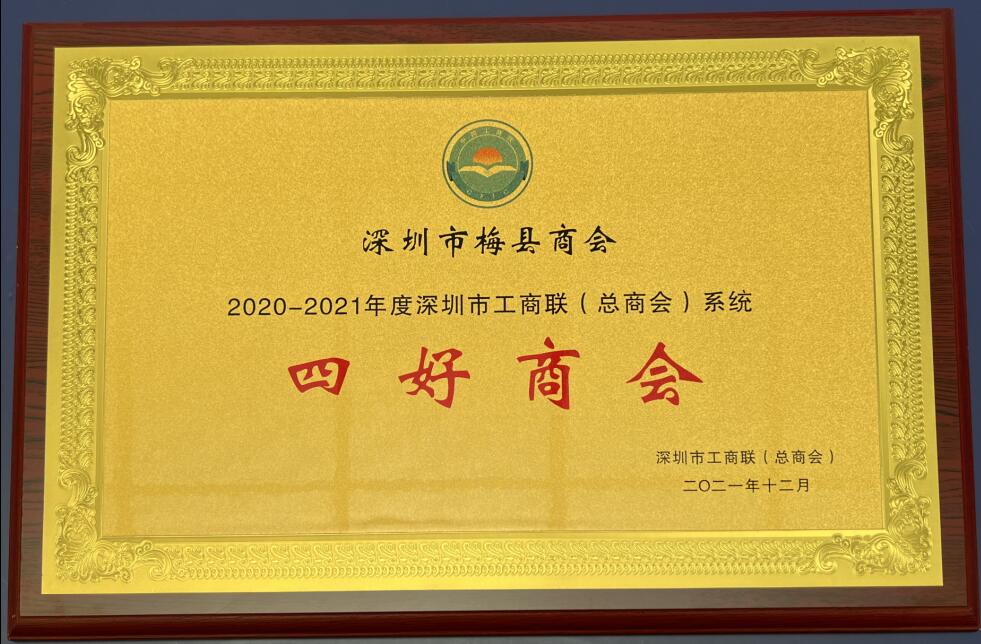 深圳市梅县商会
2020-2021年度深圳市工商联（总商会）系统
四好商会
深圳市工商联（总商会）
二〇二一年十二月